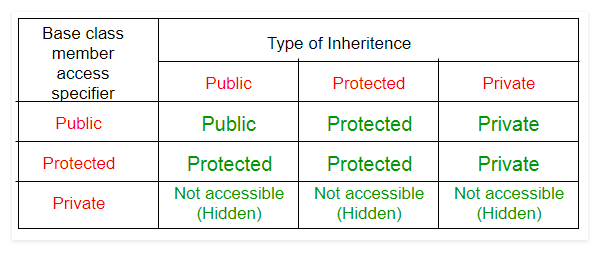 Base class
member
access
specifier
Type of Inheritence
Public Protected Private
Public Public Protected Private
Protected Protected Protected Private
Private Not accessible Not accessible Not accessible
(Hidden) (Hidden) (Hidden)